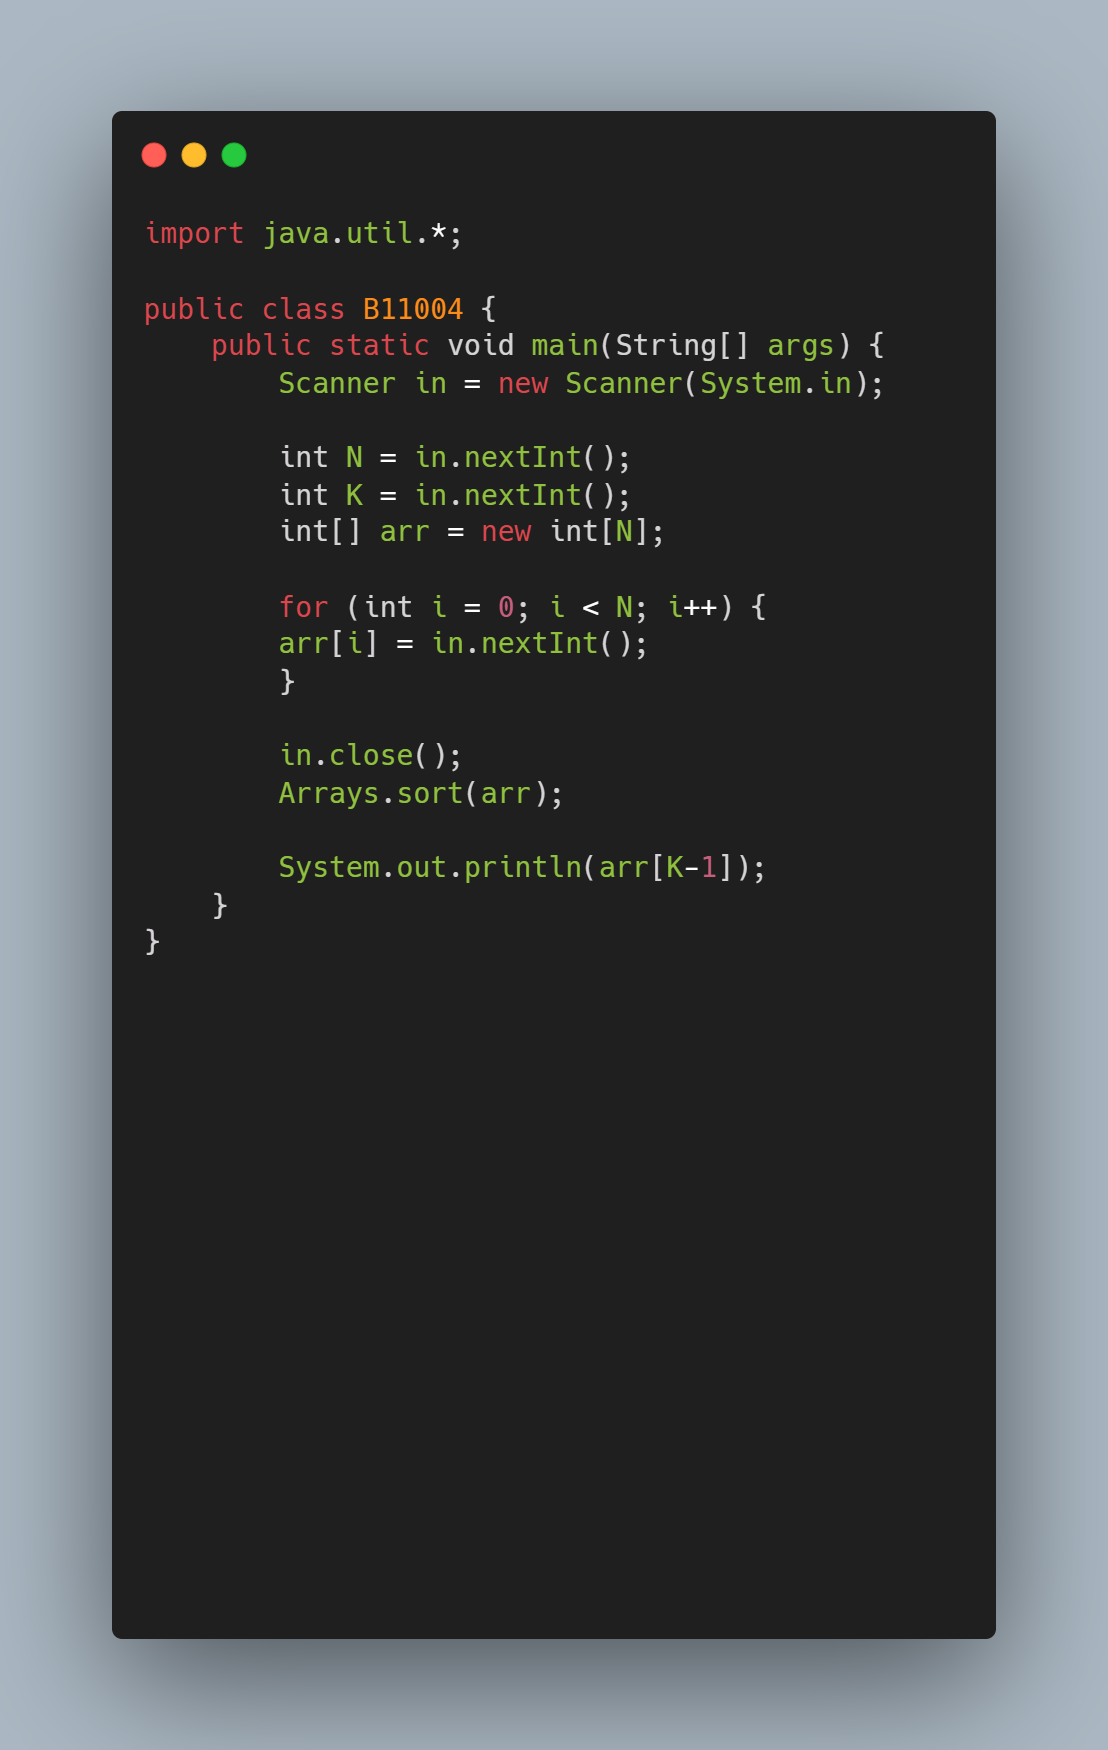 import java.util.*;

public class B11004 {
    public static void main(String[] args) {
        Scanner in = new Scanner(System.in);

        int N = in.nextInt();
        int K = in.nextInt();
        int[] arr = new int[N];

        for (int i = 0; i < N; i++) {
        arr[i] = in.nextInt();
        }

        in.close();
        Arrays.sort(arr);

        System.out.println(arr[K-1]);
    }
}